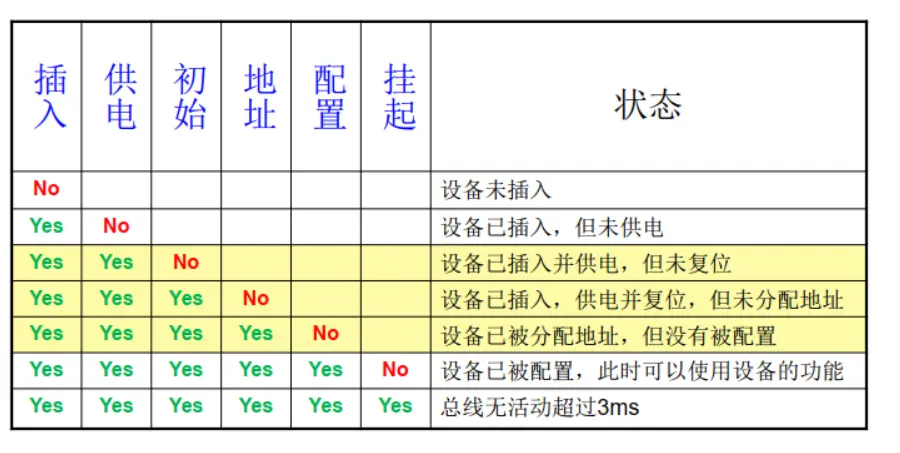 插入 供电 初始 地址 配置 挂起 状态
No 设备未插入
Yes No 设备已插入，但未供电
Yes Yes No 设备已插入并供电，但未复位
Yes Yes Yes No 设备已插入，供电并复位，但未分配地址
Yes Yes Yes Yes No 设备已被分配地址，但没有被配置
Yes Yes Yes Yes Yes No 设备已被配置，此时可以使用设备的功能
Yes Yes Yes Yes Yes Yes 总线无活动超过3ms